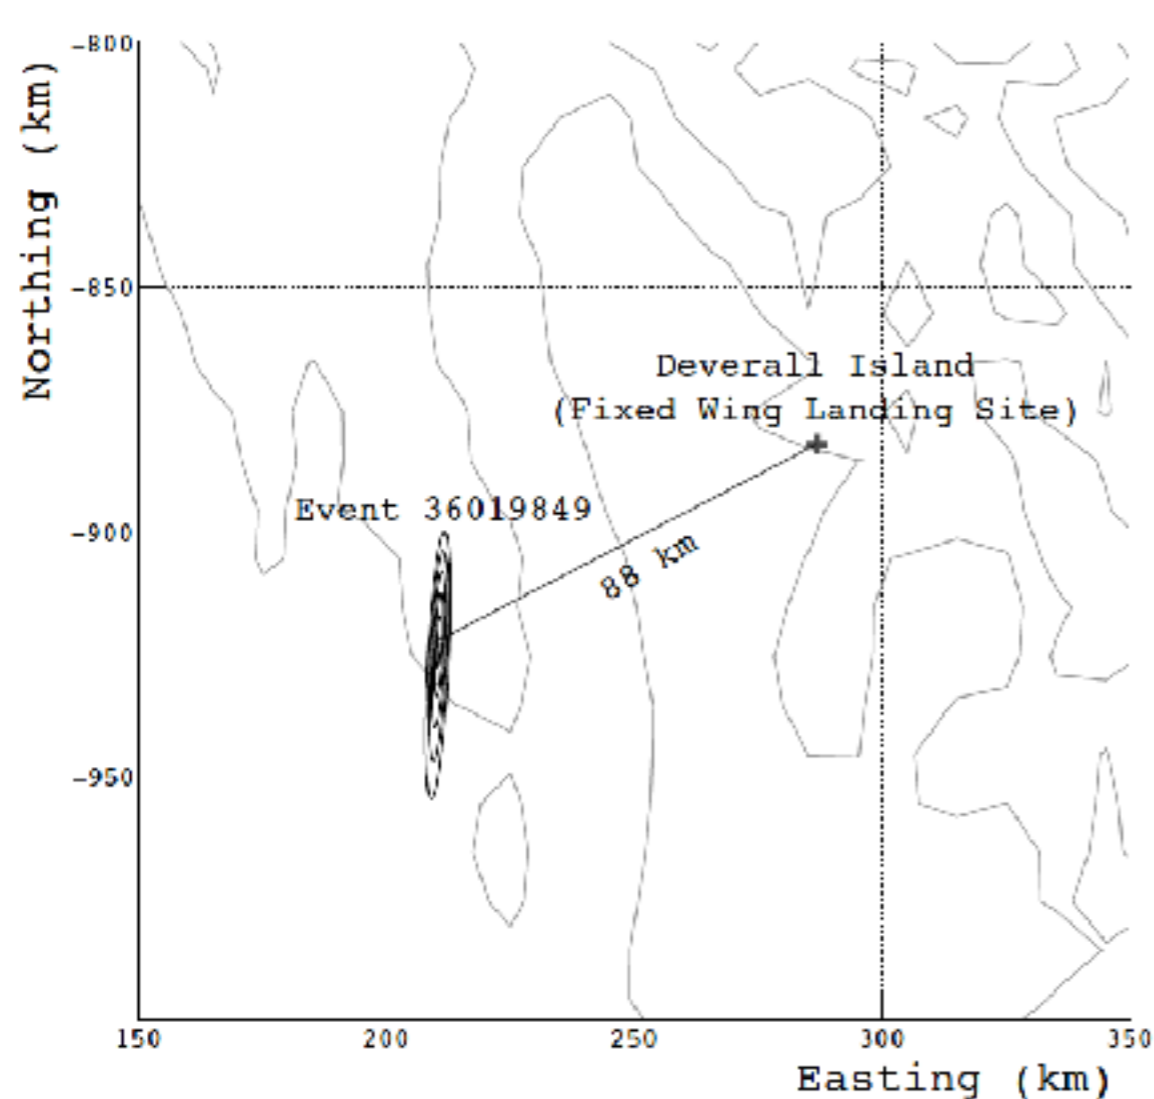 Northing (km)
-800
-850
-900
-950
Deverall Island
(Fixed Wing Landing Site)
Event 36019849
88 km
150 200 250 300 350
Easting (km)